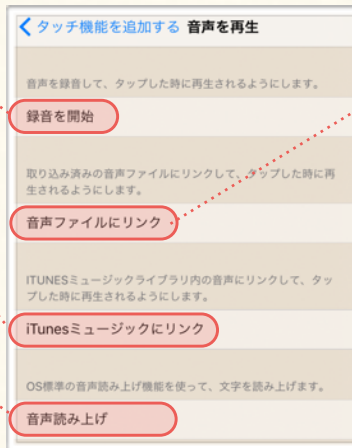 タッチ機能を追加する 音声を再生
音声を録音して、タップした時に再生されるようにします。
録音を開始
取り込み済みの音声ファイルにリンクして、タップした時に再
生されるようにします。
音声ファイルにリンク
ITUNESミュージックライブラリ内の音声にリンクして、タッ
プした時に再生されるようにします。
iTunesミュージックにリンク
OS標準の音声読み上げ機能を使って、文字を読み上げます。
音声読み上げ